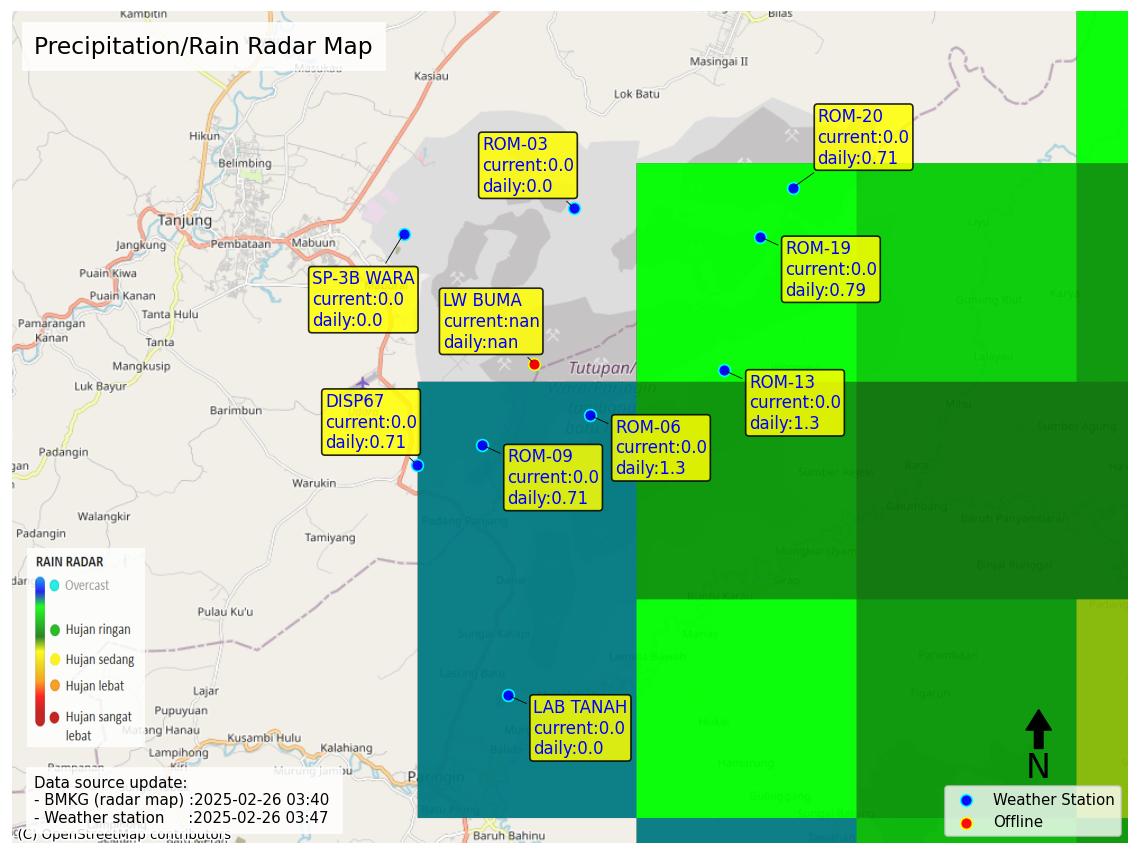 Kambitin
Bilas
Precipitation/Rain Radar Map
Masukau
Kasiau
Masingai II
Lok Batu
Hikun
Belimbing
ROM-03
current:0.0
daily:0.0
ROM-20
current:0.0
daily:0.71
Tanjung
Jangkung
Pembataan
Mabuun
Puain Kiwa
Puain Kanan
Tanta Hulu
Pamarangan
Kanan
Tanta
Mangkusip
Luk Bayur
Barimbun
SP-3B WARA
current:0.0
daily:0.0
LW BUMA
current:nan
daily:nan
ROM-19
current:0.0
daily:0.79
Tutupan/
ROM-13
current:0.0
daily:1.3
DISP67
current:0.0
daily:0.71
ROM-06
current:0.0
daily:1.3
ROM-09
current:0.0
daily:0.71
Warukin
Walangkir
Padangin
Tamiyang
Padang Panjang
Dahai
Sungai Kalapi
Lasung Batu
Pulau Ku'u
Lajar
Pupuyuan
Matang Hanau
Lampihong
Kusambi Hulu
Kalahiang
Murung Jambu
Paringin
Baruh Bahinu
RAIN RADAR
Overcast
Hujan ringan
Hujan sedang
Hujan lebat
Hujan sangat
lebat
LAB TANAH
current:0.0
daily:0.0
Data source update:
- BMKG (radar map) :2025-02-26 03:40
- Weather station :2025-02-26 03:47
(C) OpenStreetMap contributors
N
Weather Station
Offline